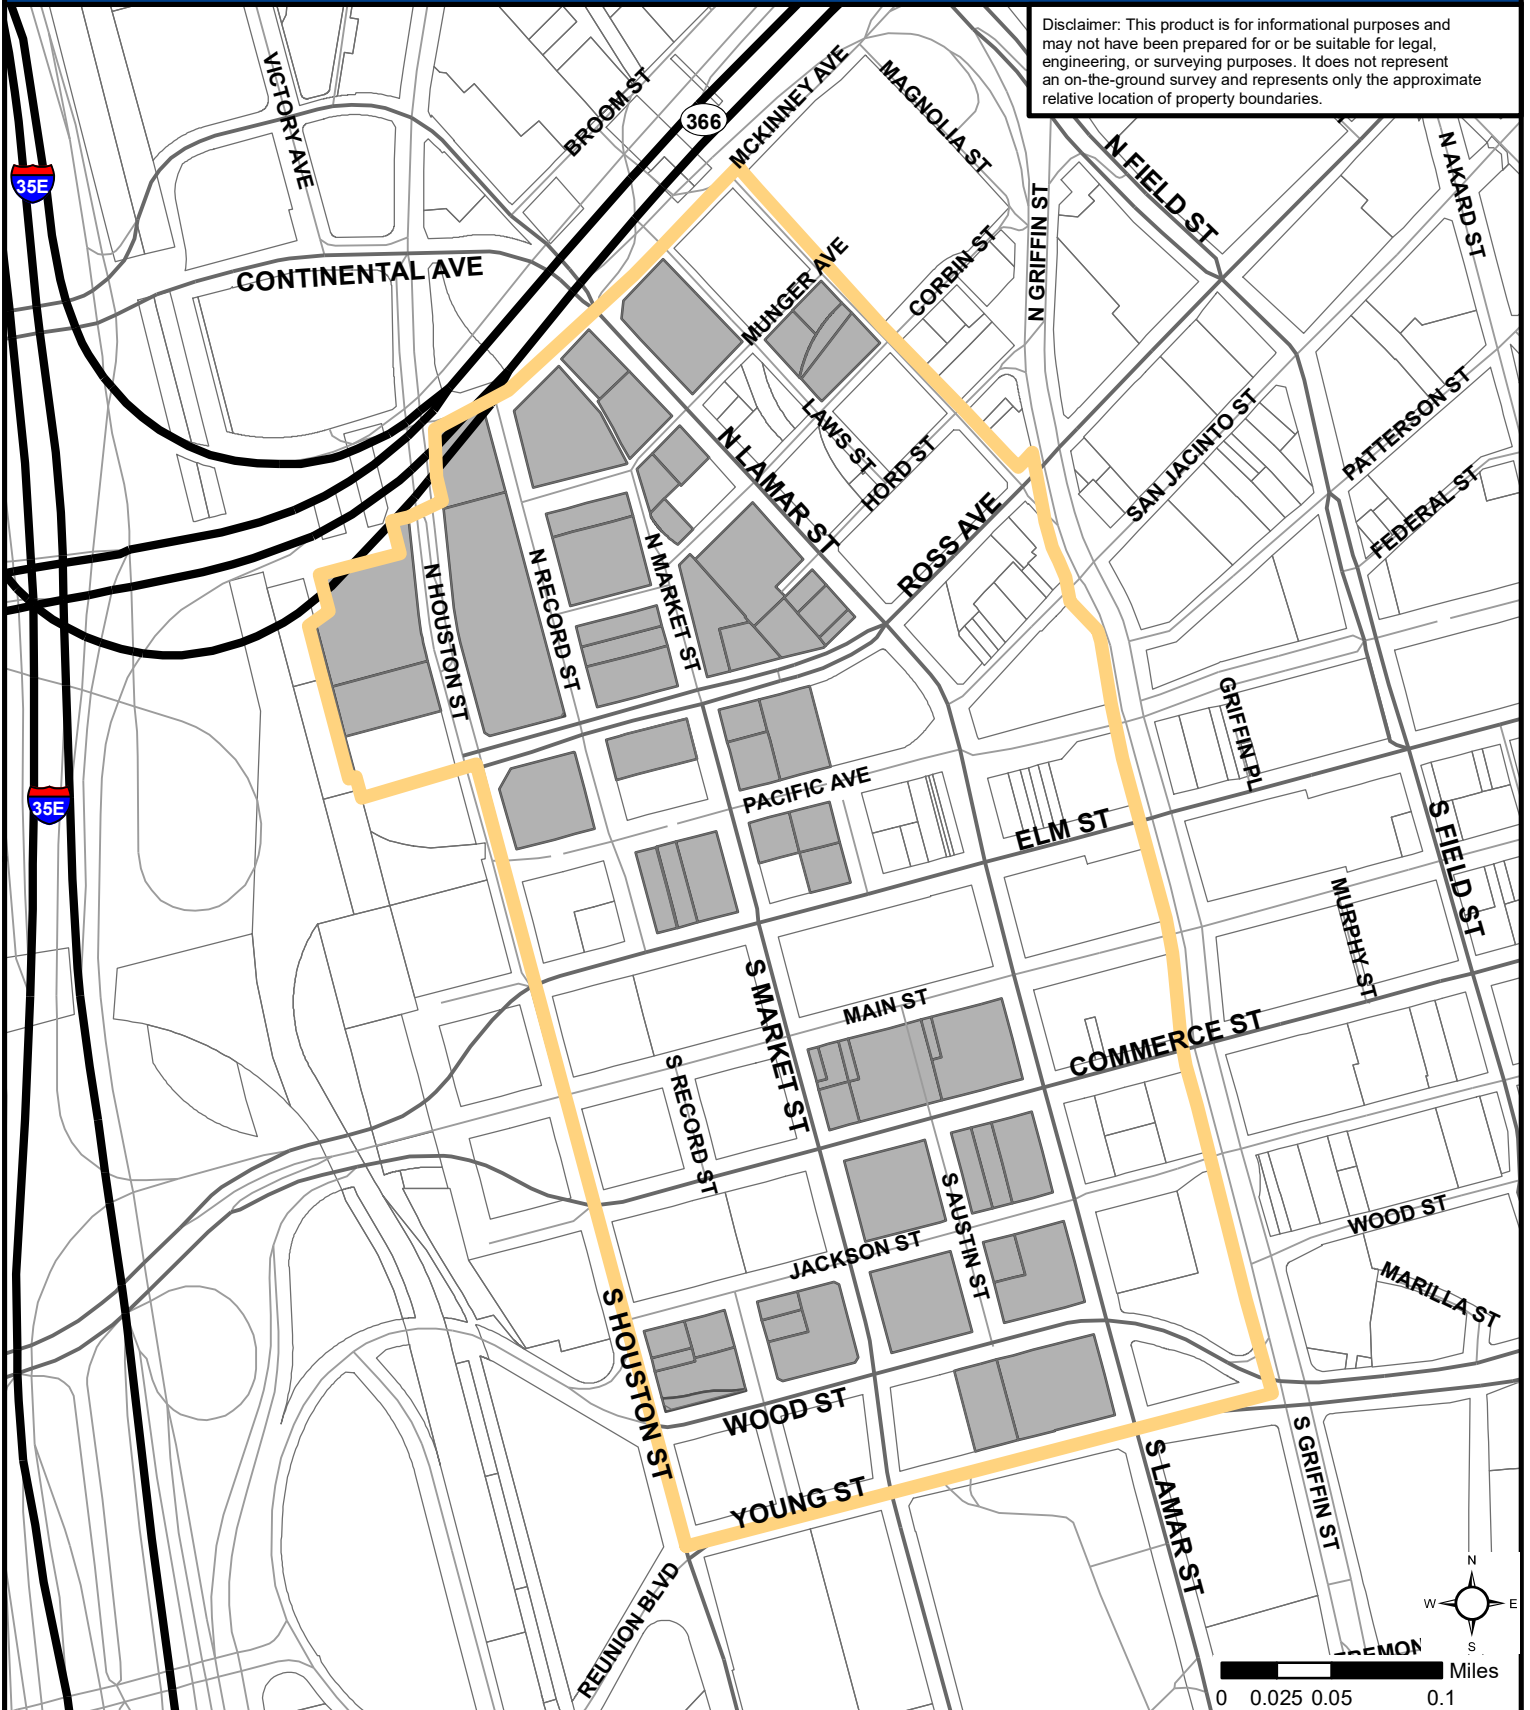 Disclaimer: This product is for informational purposes and
may not have been prepared for or be suitable for legal,
engineering, or surveying purposes. It does not represent
an on-the-ground survey and represents only the approximate
relative location of property boundaries.
VICTORY AVE
BROOM ST
366
MCKINNEY AVE
MAGNOLIA ST
N FIELD ST
N AKARD ST
35E
N GRIFFIN ST
CONTINENTAL AVE
MUNGER AVE
CORBIN ST
PATTERSON ST
SAN JACINTO ST
LAWS ST
HORD ST
N LAMAR ST
FEDERAL ST
ROSS AVE
N HOUSTON ST
N RECORD ST
N MARKET ST
GRIFFIN PL
35E
PACIFIC AVE
ELM ST
S FIELD ST
MURPHY ST
S MARKET ST
MAIN ST
COMMERCE ST
S RECORD ST
S AUSTIN ST
WOOD ST
JACKSON ST
MARILLA ST
S HOUSTON ST
WOOD ST
S GRIFFIN ST
YOUNG ST
S LAMAR ST
REUNION BLVD
N
W
E
S
Miles
0 0.025 0.05 0.1